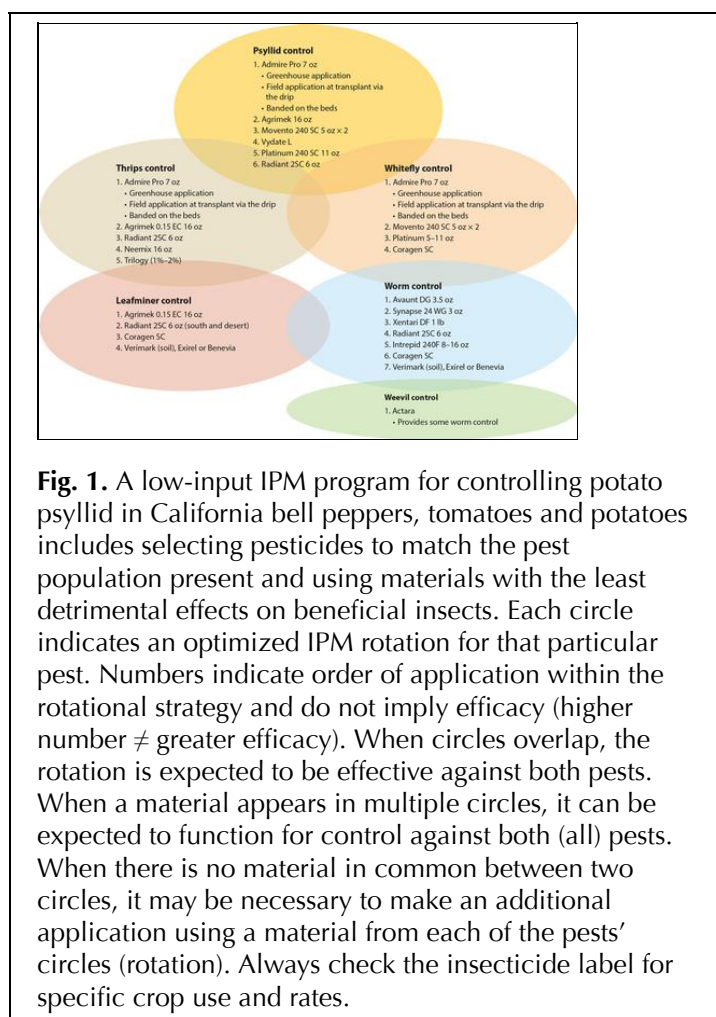 Psyllid control
1. Admire Pro 7 oz
• Greenhouse application
• Field application at transplant via
the drip
• Banded on the beds
2. Agrimek 16 oz
3. Movento 240 SC 5 oz × 2
4. Vydate L
5. Platinum 240 SC 11 oz
6. Radiant 2SC 6 oz
Thrips control
1. Admire Pro 7 oz
• Greenhouse application
• Field application at transplant via the drip
• Banded on the beds
2. Agrimek 0.15 EC 16 oz
3. Radiant 2SC 6 oz
4. Neemix 16 oz
5. Trilogy (1%–2%)
Whitefly control
1. Admire Pro 7 oz
• Greenhouse application
• Field application at transplant via the drip
• Banded on the beds
2. Movento 240 SC 5 oz × 2
3. Platinum 5–11 oz
4. Coragen SC
Leafminer control
1. Agrimek 0.15 EC 16 oz
2. Radiant 2SC 6 oz (south and desert)
3. Coragen SC
4. Verimark (soil), Exirel or Benevia
Worm control
1. Avaunt DG 3.5 oz
2. Synapse 24 WG 3 oz
3. Xentari DF 1 lb
4. Radiant 2SC 6 oz
5. Intrepid 240F 8–16 oz
6. Coragen SC
7. Verimark (soil), Exirel or Benevia
Weevil control
1. Actara
• Provides some worm control
Fig. 1. A low-input IPM program for controlling potato
psyllid in California bell peppers, tomatoes and potatoes
includes selecting pesticides to match the pest
population present and using materials with the least
detrimental effects on beneficial insects. Each circle
indicates an optimized IPM rotation for that particular
pest. Numbers indicate order of application within the
rotational strategy and do not imply efficacy (higher
number ≠ greater efficacy). When circles overlap, the
rotation is expected to be effective against both pests.
When a material appears in multiple circles, it can be
expected to function for control against both (all) pests.
When there is no material in common between two
circles, it may be necessary to make an additional
application using a material from each of the pests’
circles (rotation). Always check the insecticide label for
specific crop use and rates.